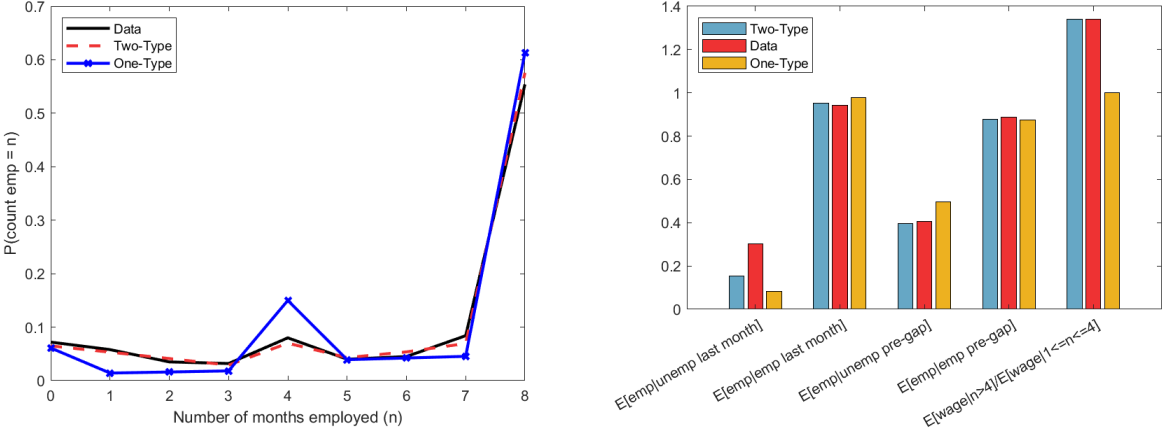 0.7
0.6
0.5
0.4
0.3
0.2
0.1
0
P(count emp = n)
Data
Two-Type
One-Type
0 1 2 3 4 5 6 7 8
Number of months employed (n)
1.4
1.2
1
0.8
0.6
0.4
0.2
0
Two-Type
Data
One-Type
E[emp|unemp last month]
E[emp|emp last month]
E[emp|unemp pre-gap]
E[emp|emp pre-gap]
E[wage|n>4]/E[wage|1<=n<=4]